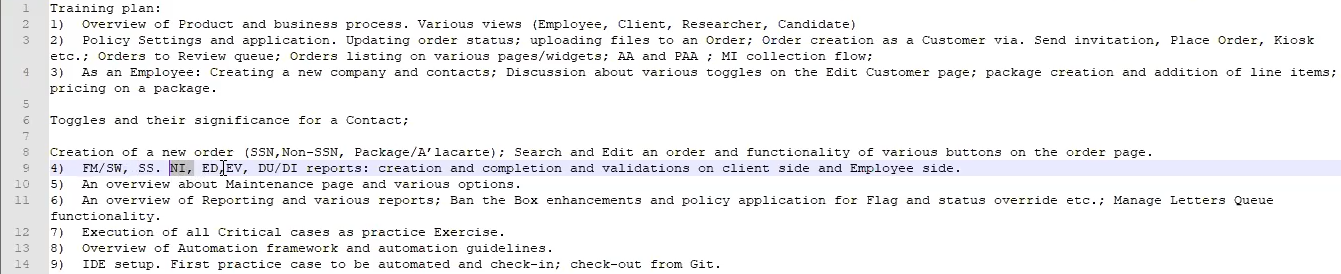 1 Training plan:
2 1) Overview of Product and business process. Various views (Employee, Client, Researcher, Candidate)
3 2) Policy Settings and application. Updating order status; uploading files to an Order; Order creation as a Customer via. Send invitation, Place Order, Kiosk
etc.; Orders to Review queue; Orders listing on various pages/widgets; AA and PAA ; MI collection flow;
4 3) As an Employee: Creating a new company and contacts; Discussion about various toggles on the Edit Customer page; package creation and addition of line items;
pricing on a package.
5
6 Toggles and their significance for a Contact;
7
8 Creation of a new order (SSN,Non-SSN, Package/A'lacarte); Search and Edit an order and functionality of various buttons on the order page.
9 4) FM/SW, SS. NI, ED,EV, DU/DI reports: creation and completion and validations on client side and Employee side.
10 5) An overview about Maintenance page and various options.
11 6) An overview of Reporting and various reports; Ban the Box enhancements and policy application for Flag and status override etc.; Manage Letters Queue
functionality.
12 7) Execution of all Critical cases as practice Exercise.
13 8) Overview of Automation framework and automation guidelines.
14 9) IDE setup. First practice case to be automated and check-in; check-out from Git.